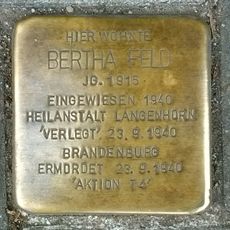 HIER WOHNTE
BERTHA FELD
JG. 1915
EINGEWIESEN 1940
HEILANSTALT LANGENHORN
'VERLEGT' 23. 9. 1940
BRANDENBURG
ERMORDET 23. 9. 1940
'AKTION T4'